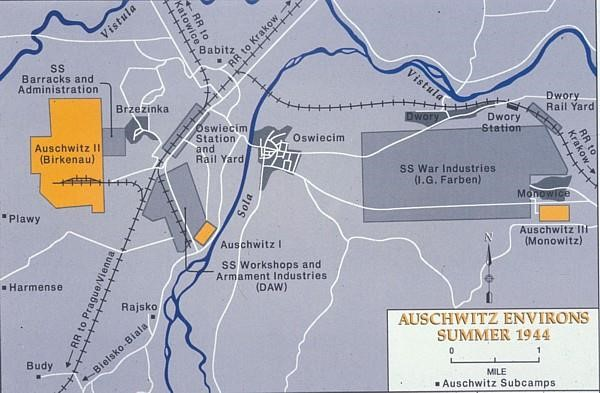 Vistula
RR to
Katowice
RR to Krakow
Babitz
SS
Barracks and
Administration
Brzezinka
Auschwitz II
(Birkenau)
Oswiecim
Station
and
Rail Yard
Oswiecim
Sola
Vistula
Dwory
Dwory
Station
Dwory
Rail Yard
RR to
Krakow
SS War Industries
(I.G. Farben)
Monowice
Auschwitz III
(Monowitz)
Plawy
Auschwitz I
SS Workshops and
Armament Industries
(DAW)
Harmense
RR to Prague/Vienna
Rajsko
Bielsko-Biala
Budy
N
AUSCHWITZ ENVIRONS
SUMMER 1944
0 1
MILE
Auschwitz Subcamps